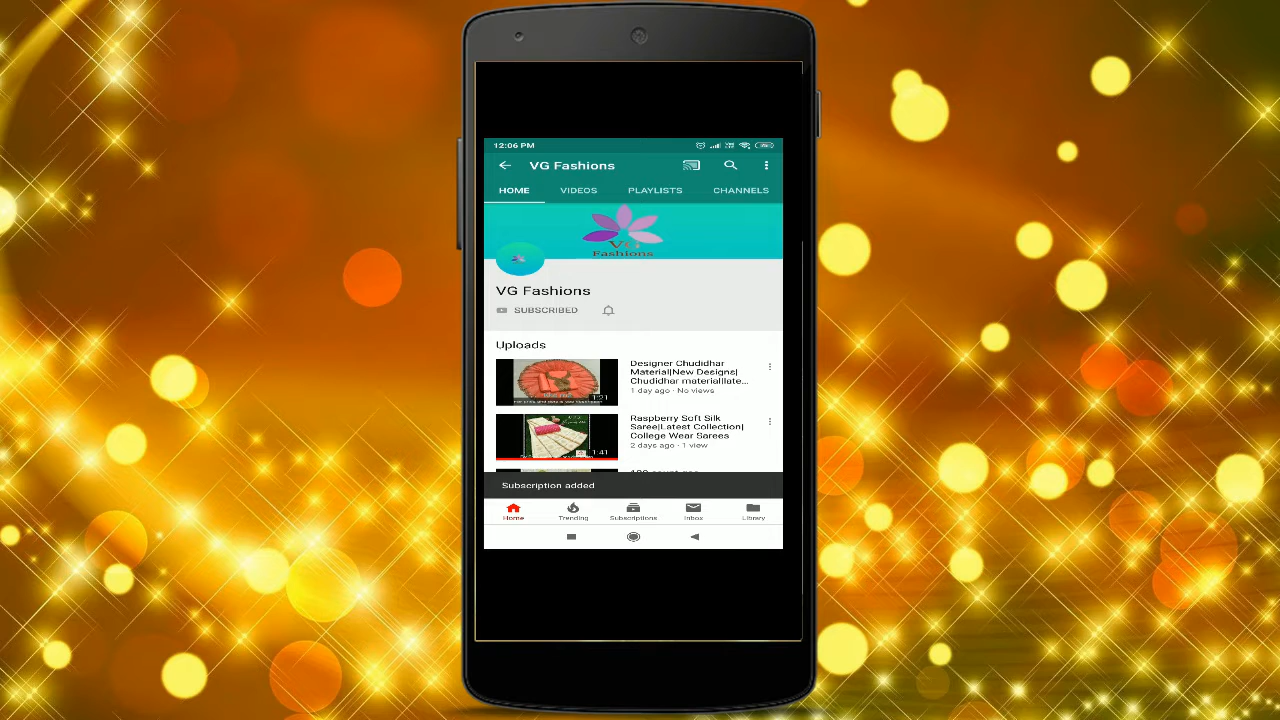 12:06 PM
VG Fashions
HOME VIDEOS PLAYLISTS CHANNELS
VG
Fashions
VG Fashions
SUBSCRIBED
Uploads
Designer Chudidhar
Material|New Designs|
Chudidhar material|late...
1 day ago · No views
1:21
Raspberry Soft Silk
Saree|Latest Collection|
College Wear Sarees
2 days ago · 1 view
1:41
Subscription added
Home Trending Subscriptions Inbox Library